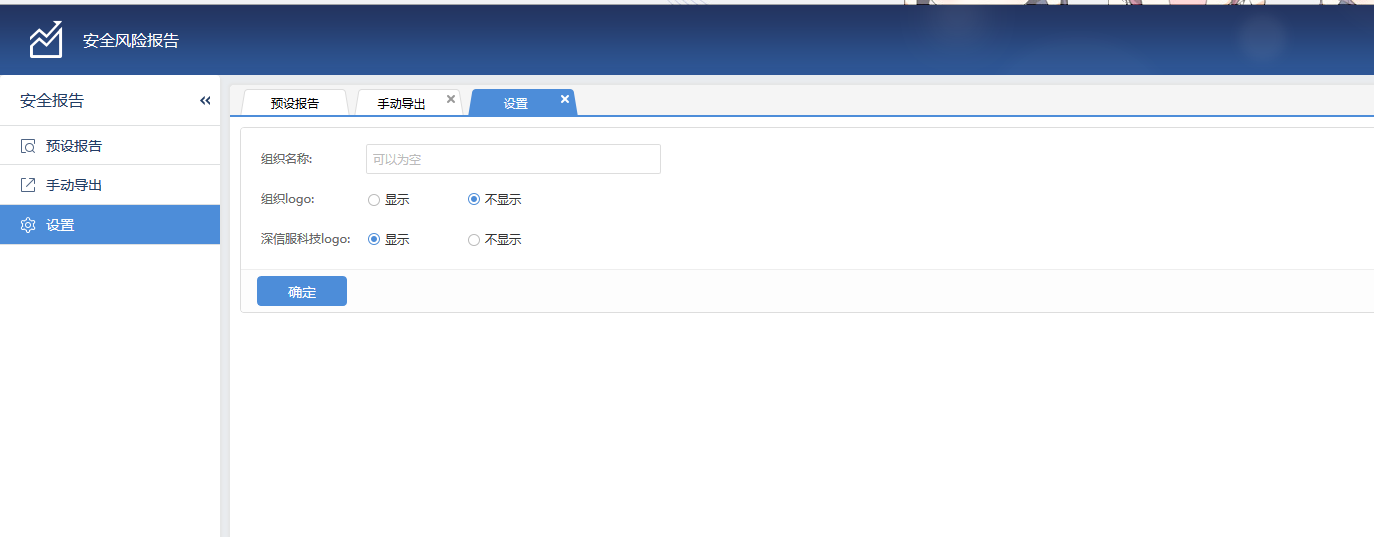 安全风险报告
安全报告
预设报告
手动导出
设置
预设报告
手动导出
设置
组织名称:
可以为空
组织logo:
显示
不显示
深信服科技logo:
显示
不显示
确定